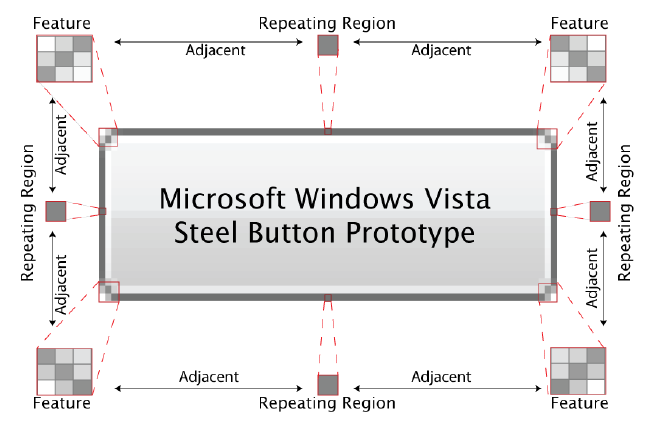 Feature
Repeating Region
Feature
Adjacent
Adjacent
Adjacent
Adjacent
Repeating Region
Microsoft Windows Vista
Steel Button Prototype
Repeating Region
Adjacent
Adjacent
Adjacent
Adjacent
Feature
Repeating Region
Feature